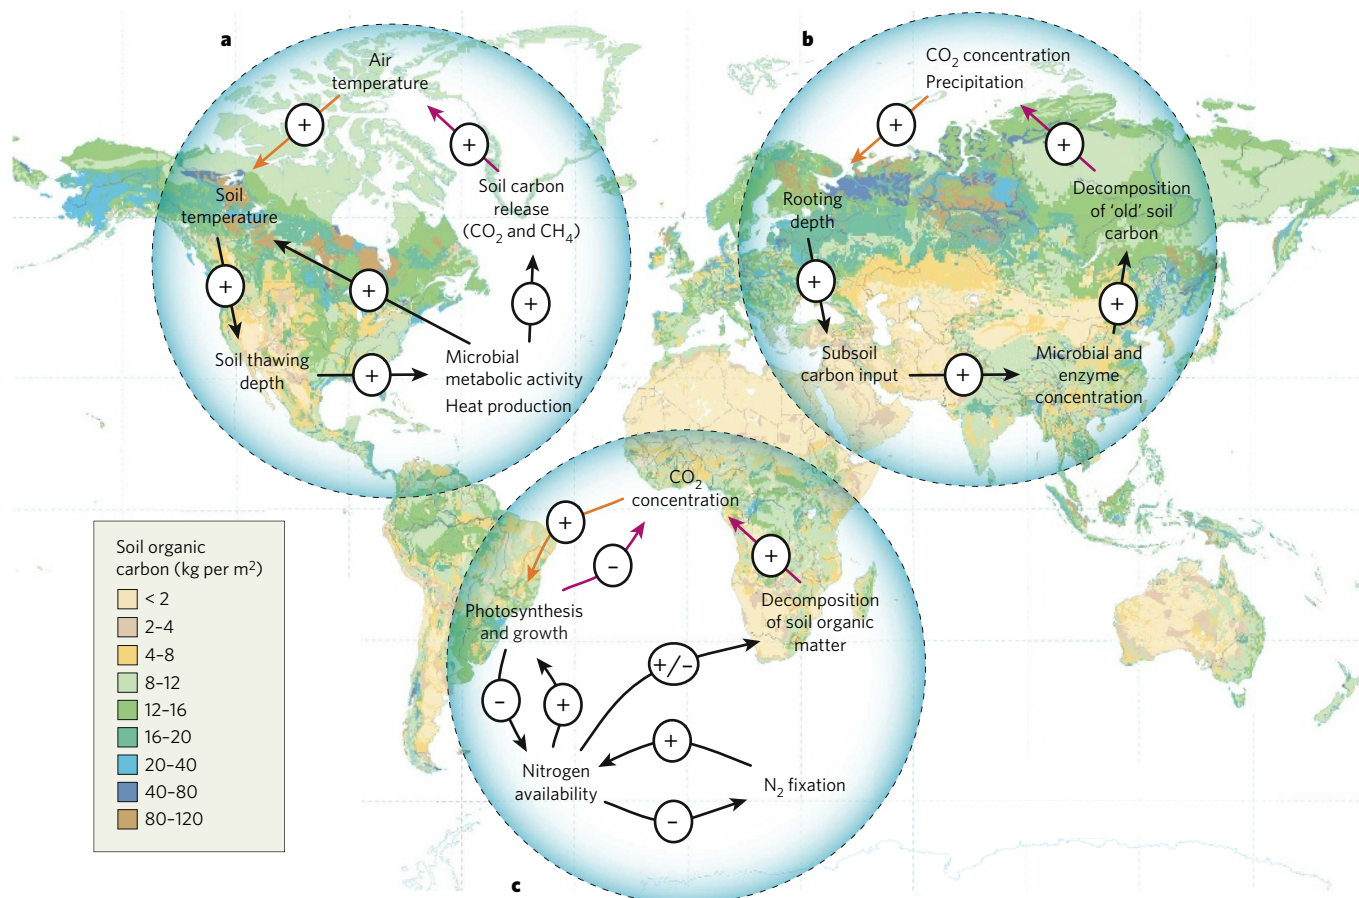 a
Air
temperature
+
+
Soil
temperature
Soil carbon
release
(CO₂ and CH₄)
+
+
+
Soil thawing
depth
+
Microbial
metabolic activity
Heat production
b
CO₂ concentration
Precipitation
+
+
Rooting
depth
Decomposition
of ‘old’ soil
carbon
+
+
Subsoil
carbon input
+
Microbial and
enzyme
concentration
CO₂
concentration
+
–
+
Photosynthesis
and growth
Decomposition
of soil organic
matter
+/–
–
+
+
Nitrogen
availability
N₂ fixation
–
c
Soil organic
carbon (kg per m²)
< 2
2–4
4–8
8–12
12–16
16–20
20–40
40–80
80–120